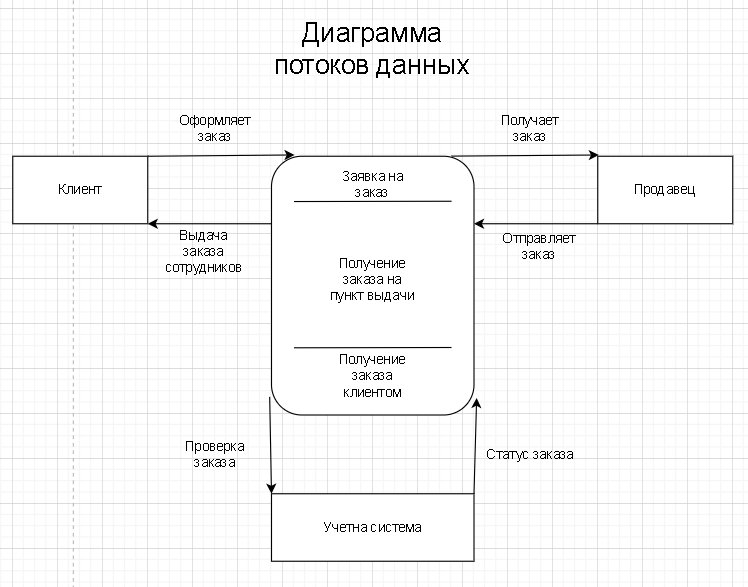 Диаграмма
потоков данных
Оформляет
заказ
Получает
заказ
Клиент
Заявка на
заказ
Продавец
Выдача
заказа
сотрудников
Отправляет
заказ
Получение
заказа на
пункт выдачи
Получение
заказа
клиентом
Проверка
заказа
Статус заказа
Учетна система